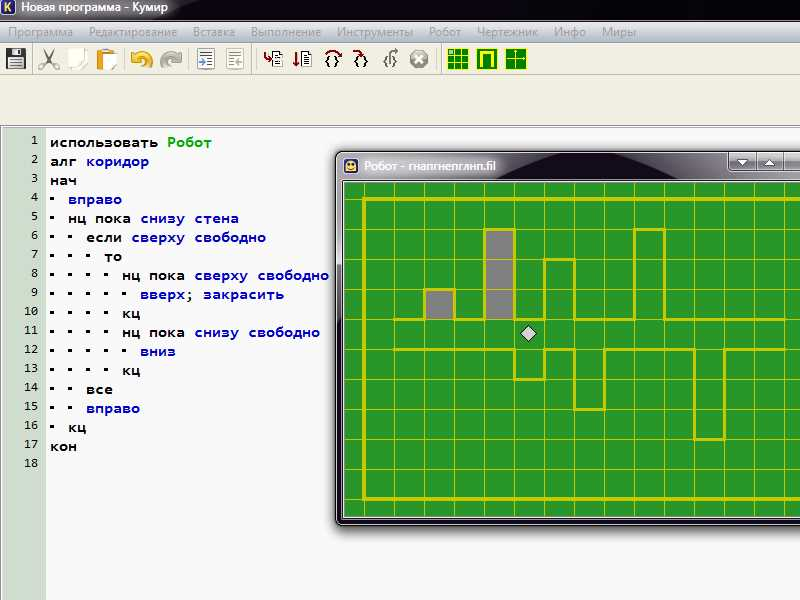 Новая программа - Кумир
Программа Редактирование Вставка Выполнение Инструменты Робот Чертежник Инфо Миры
1 использовать Робот
2 алг коридор
3 нач
4 вправо
5 нц пока снизу стена
6 если сверху свободно
7 то
8 нц пока сверху свободно
9 вверх; закрасить
10 кц
11 нц пока снизу свободно
12 вниз
13 кц
14 все
15 вправо
16 кц
17 кон
18
Робот - гнапгнепглнп.fil